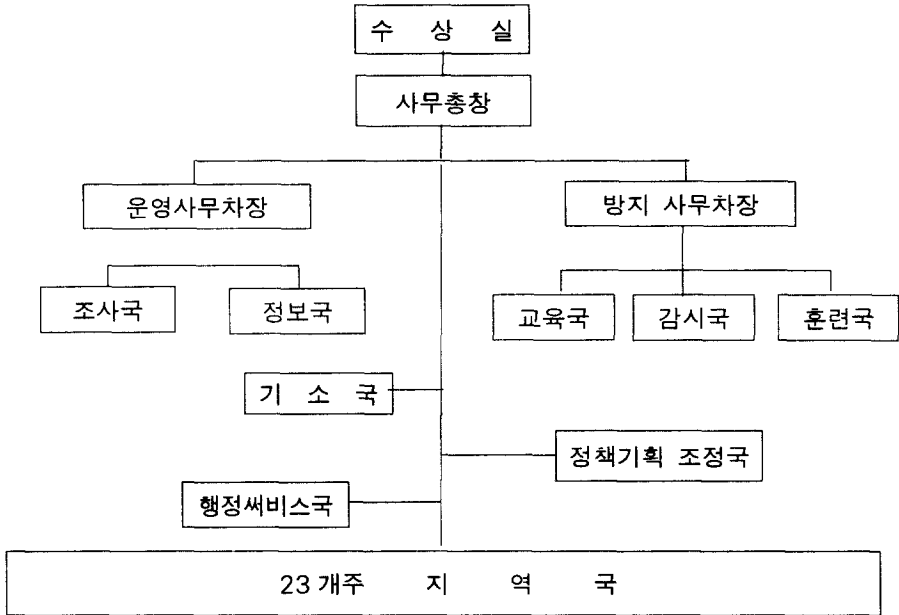 수 상 실
사무총창
운영사무차장
방지 사무차장
조사국
정보국
교육국
감시국
훈련국
기 소 국
정책기획 조정국
행정써비스국
23 개주 지 역 국